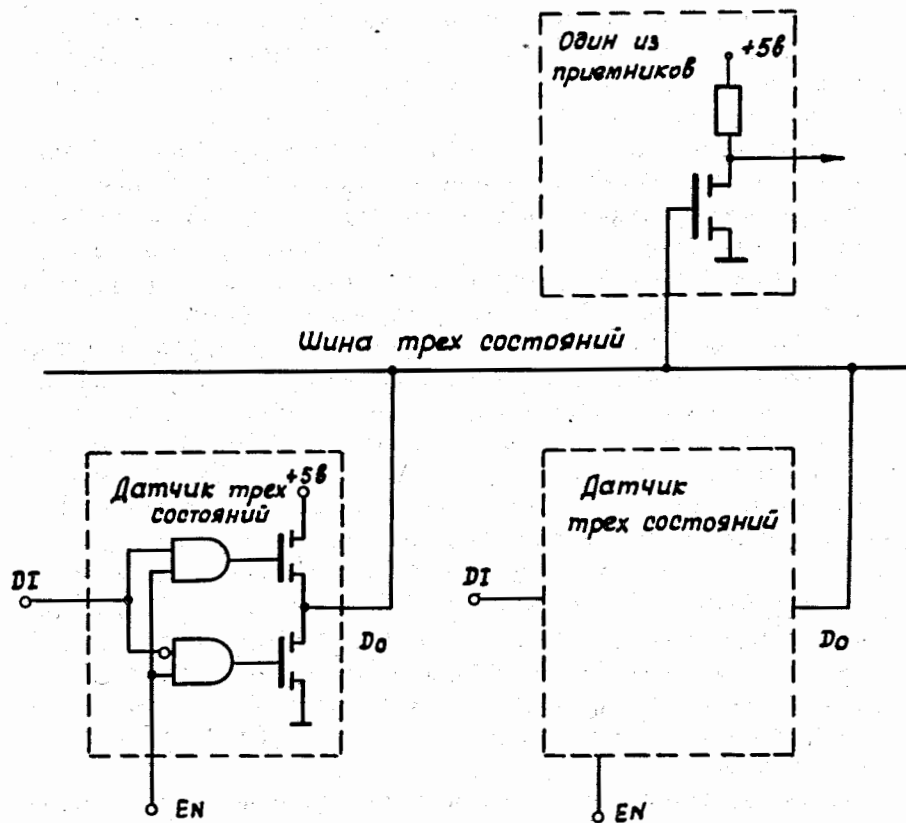 Один из
приемников
+5в
Шина трех состояний
Датчик трех
состояний
+5в
DI
Do
EN
Датчик
трех состояний
DI
Do
EN